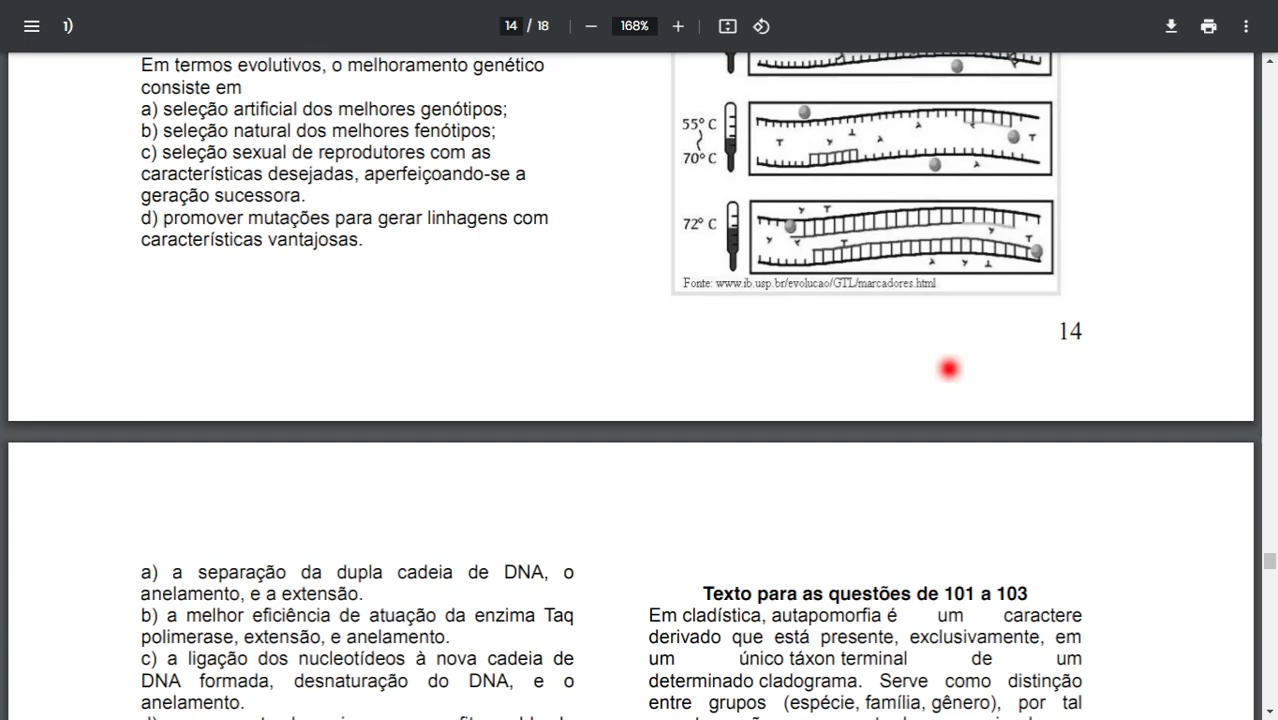 1)
14 / 18
168%
Em termos evolutivos, o melhoramento genético
consiste em
a) seleção artificial dos melhores genótipos;
b) seleção natural dos melhores fenótipos;
c) seleção sexual de reprodutores com as
características desejadas, aperfeiçoando-se a
geração sucessora.
d) promover mutações para gerar linhagens com
características vantajosas.
55º C
70º C
72º C
Fonte: www.ib.usp.br/evolucao/GTL/marcadores.html
14
a) a separação da dupla cadeia de DNA, o
anelamento, e a extensão.
b) a melhor eficiência de atuação da enzima Taq
polimerase, extensão, e anelamento.
c) a ligação dos nucleotídeos à nova cadeia de
DNA formada, desnaturação do DNA, e o
anelamento.
Texto para as questões de 101 a 103
Em cladística, autapomorfia é um caractere
derivado que está presente, exclusivamente, em
um único táxon terminal de um
determinado cladograma. Serve como distinção
entre grupos (espécie, família, gênero), por tal